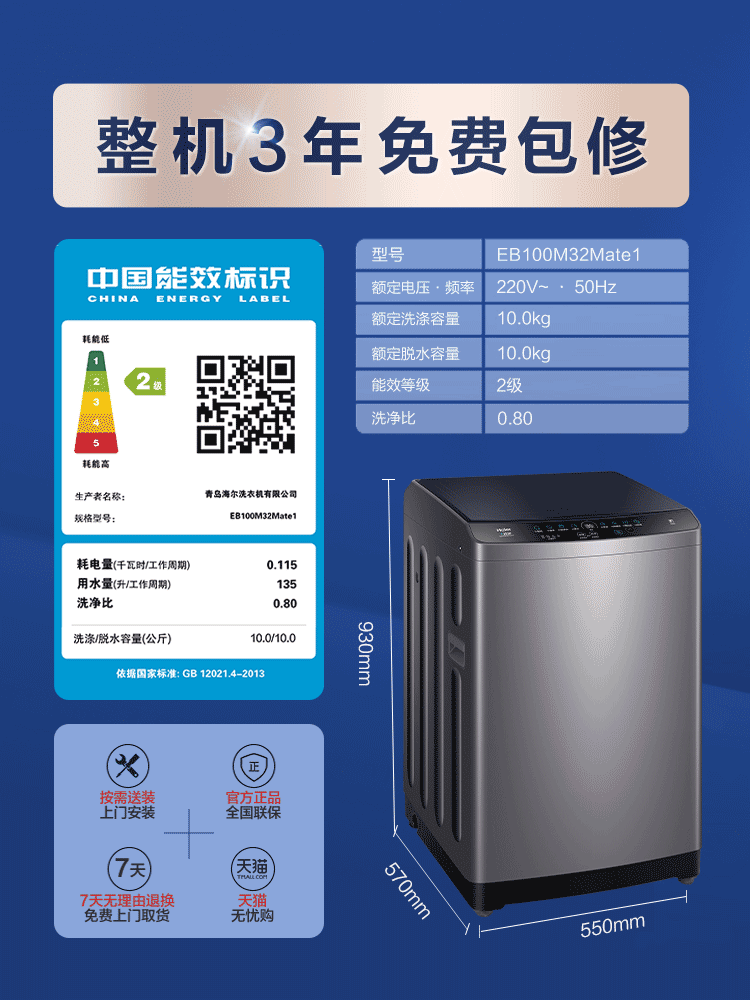 整机3年免费包修
中国能效标识
CHINA ENERGY LABEL
耗能低
1
2
3
4
5
2级
耗能高
生产者名称: 青岛海尔洗衣机有限公司
规格型号: EB100M32Mate1
耗电量(千瓦时/工作周期) 0.115
用水量(升/工作周期) 135
洗净比 0.80
洗涤/脱水容量(公斤) 10.0/10.0
依据国家标准: GB 12021.4-2013
型号 EB100M32Mate1
额定电压·频率 220V~ · 50Hz
额定洗涤容量 10.0kg
额定脱水容量 10.0kg
能效等级 2级
洗净比 0.80
Haier
930mm
570mm
550mm
按需送装
上门安装
正
官方正品
全国联保
7天
7天无理由退换
免费上门取货
天猫
TMALL.COM
天猫
无忧购